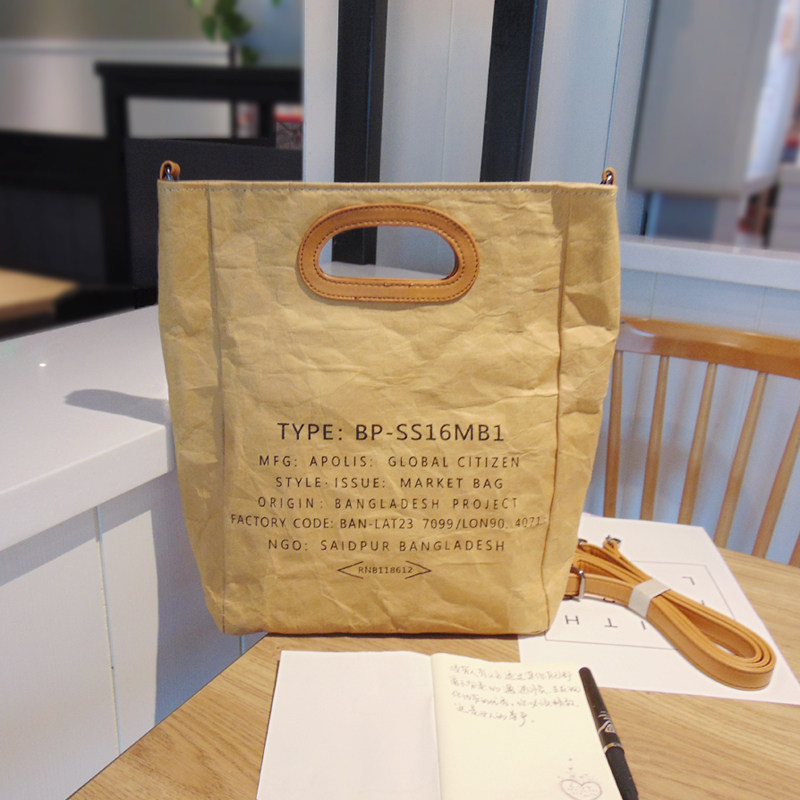 TYPE: BP-SS16MB1
MFG: APOLIS: GLOBAL CITIZEN
STYLE-ISSUE: MARKET BAG
ORIGIN: BANGLADESH PROJECT
FACTORY CODE: BAN-LAT23 7099/LON90. 4071
NGO: SAIDPUR BANGLADESH
RNBI18612